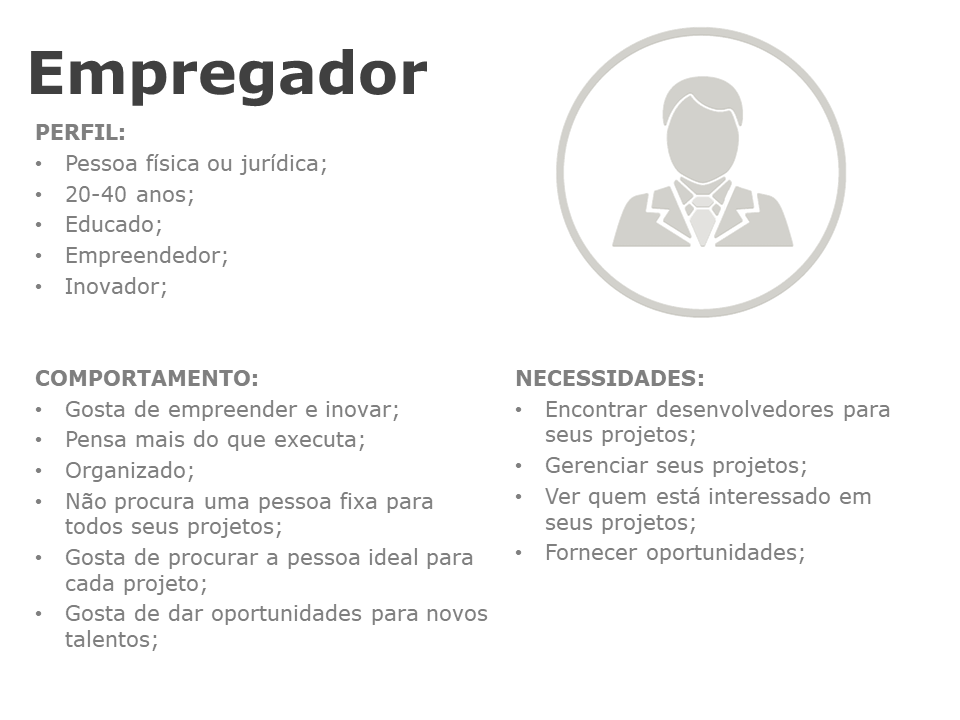 Empregador
PERFIL:
• Pessoa física ou jurídica;
• 20-40 anos;
• Educado;
• Empreendedor;
• Inovador;
COMPORTAMENTO:
• Gosta de empreender e inovar;
• Pensa mais do que executa;
• Organizado;
• Não procura uma pessoa fixa para
todos seus projetos;
• Gosta de procurar a pessoa ideal para
cada projeto;
• Gosta de dar oportunidades para novos
talentos;
NECESSIDADES:
• Encontrar desenvolvedores para
seus projetos;
• Gerenciar seus projetos;
• Ver quem está interessado em
seus projetos;
• Fornecer oportunidades;